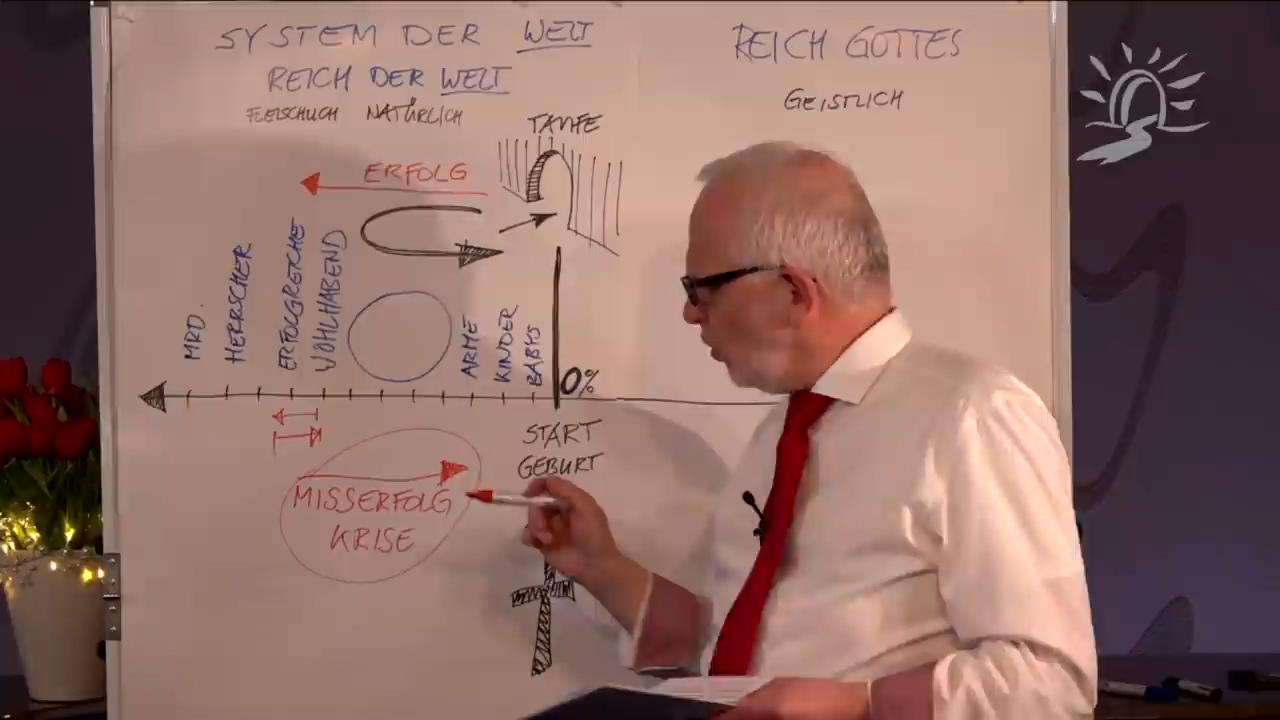 SYSTEM DER WELT
REICH DER WELT
FLEISCHLICH NATÜRLICH
REICH GOTTES
GEISTLICH
TAUFE
ERFOLG
MRD.
HERRSCHER
ERFOLGREICHE
WOHLHABEND
ARME
KINDER
BABYS
0%
START
GEBURT
MISSERFOLG
KRISE